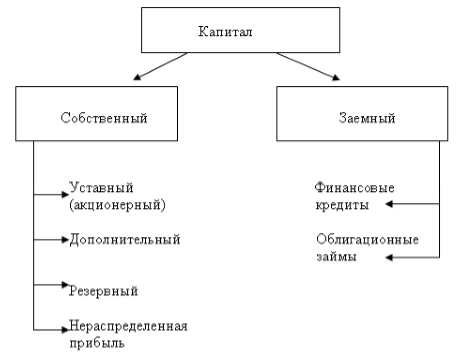 Капитал
Собственный
Заемный
Уставный
(акционерный)
Дополнительный
Резервный
Нераспределенная
прибыль
Финансовые
кредиты
Облигационные
займы